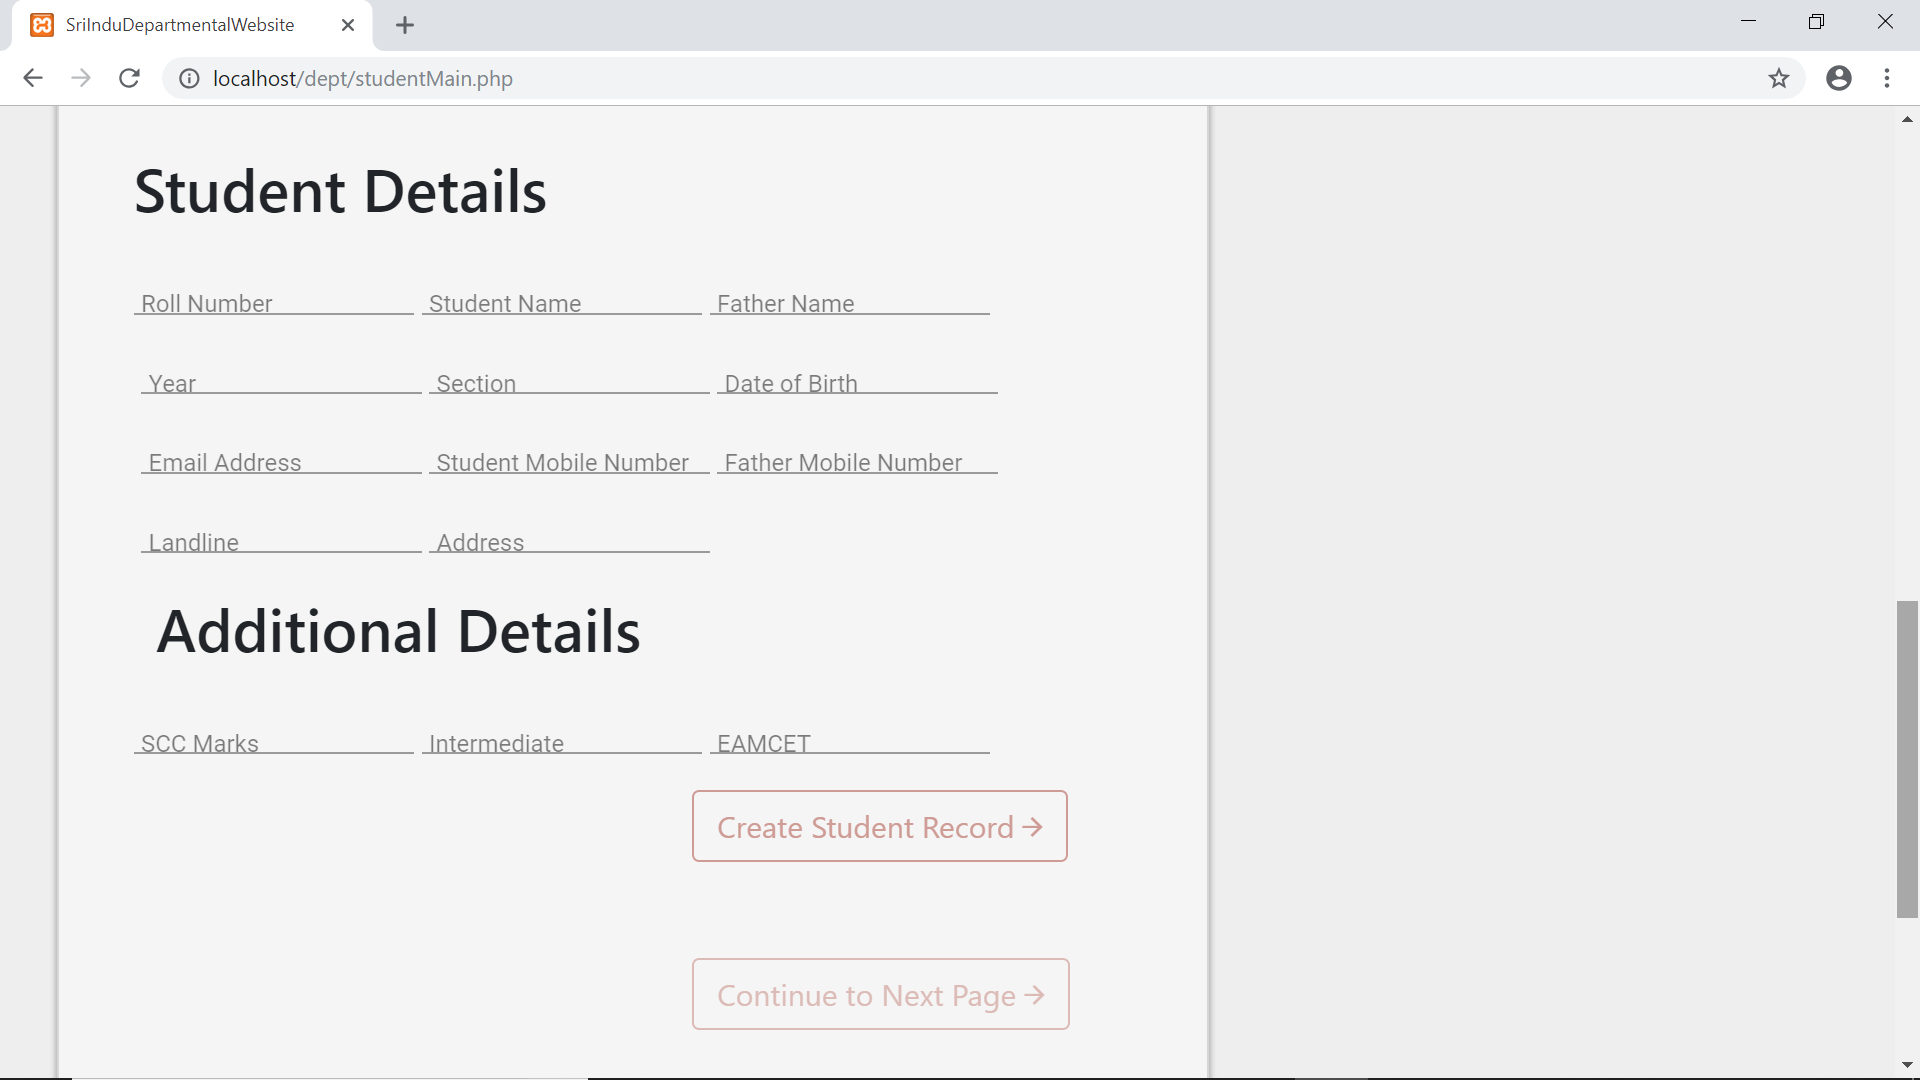 SriInduDepartmentalWebsite
localhost/dept/studentMain.php
Student Details
Roll Number Student Name Father Name
Year Section Date of Birth
Email Address Student Mobile Number Father Mobile Number
Landline Address
Additional Details
SCC Marks Intermediate EAMCET
Create Student Record →
Continue to Next Page →